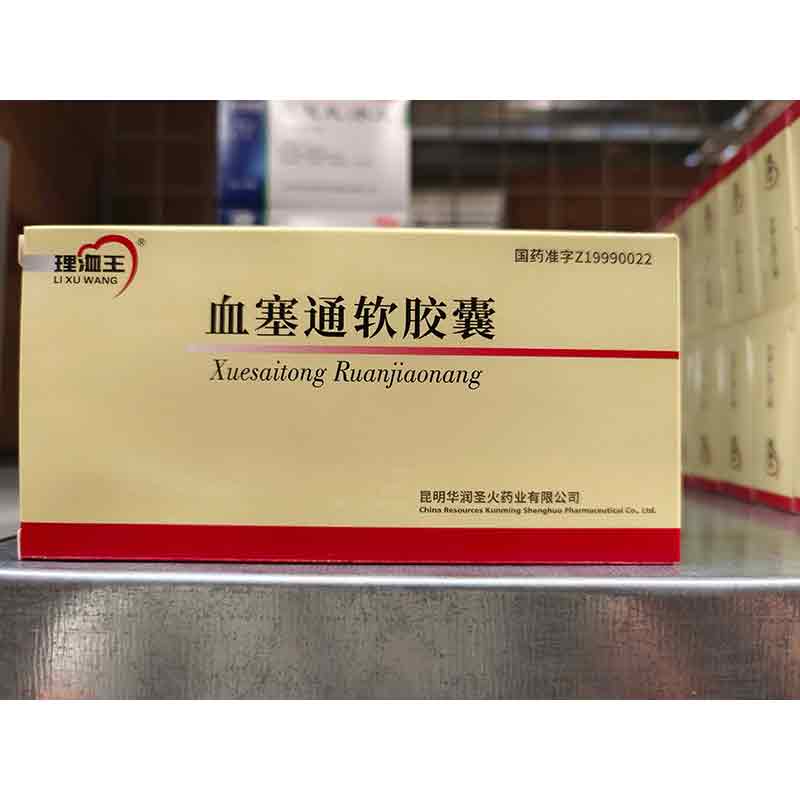 理洫王®
LI XU WANG
国药准字Z19990022
血塞通软胶囊
Xuesaitong Ruanjiaonang
昆明华润圣火药业有限公司
China Resources Kunming Shenghuo Pharmaceutical Co., Ltd.